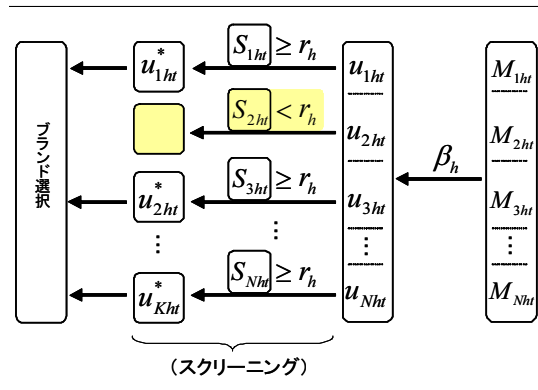 ブランド選択
u*1ht S1ht ≥ rh u1ht M1ht
S2ht < rh u2ht M2ht
βh
u*2ht S3ht ≥ rh u3ht M3ht
⋮ ⋮ ⋮ ⋮
u*Kht SNht ≥ rh uNht MNht
(スクリーニング)